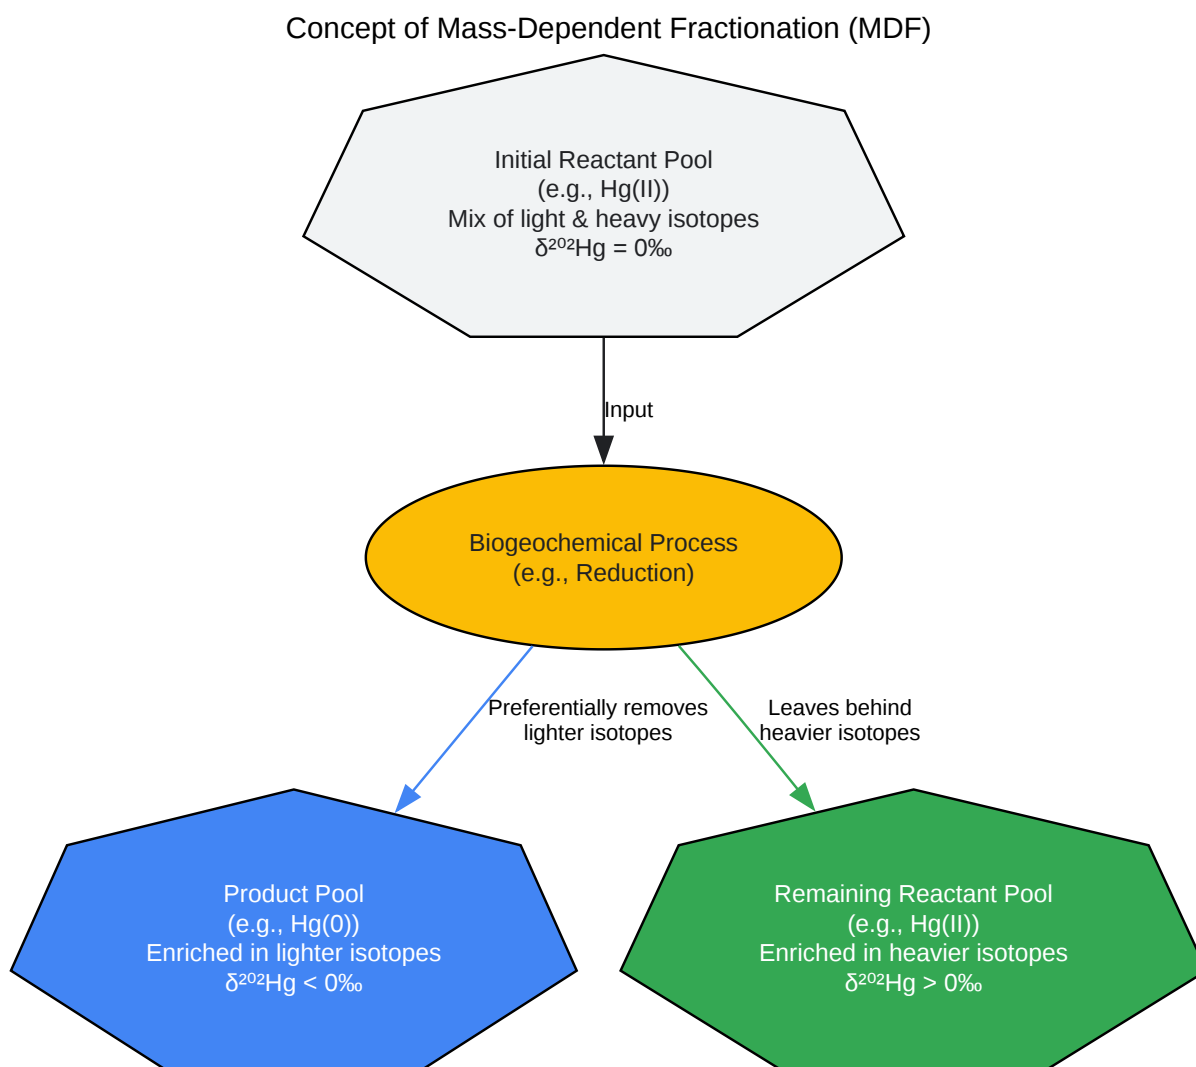 Concept of Mass-Dependent Fractionation (MDF)
Initial Reactant Pool
(e.g., Hg(II))
Mix of light & heavy isotopes
δ²⁰²Hg = 0‰
Input
Biogeochemical Process
(e.g., Reduction)
Preferentially removes
lighter isotopes
Leaves behind
heavier isotopes
Product Pool
(e.g., Hg(0))
Enriched in lighter isotopes
δ²⁰²Hg < 0‰
Remaining Reactant Pool
(e.g., Hg(II))
Enriched in heavier isotopes
δ²⁰²Hg > 0‰